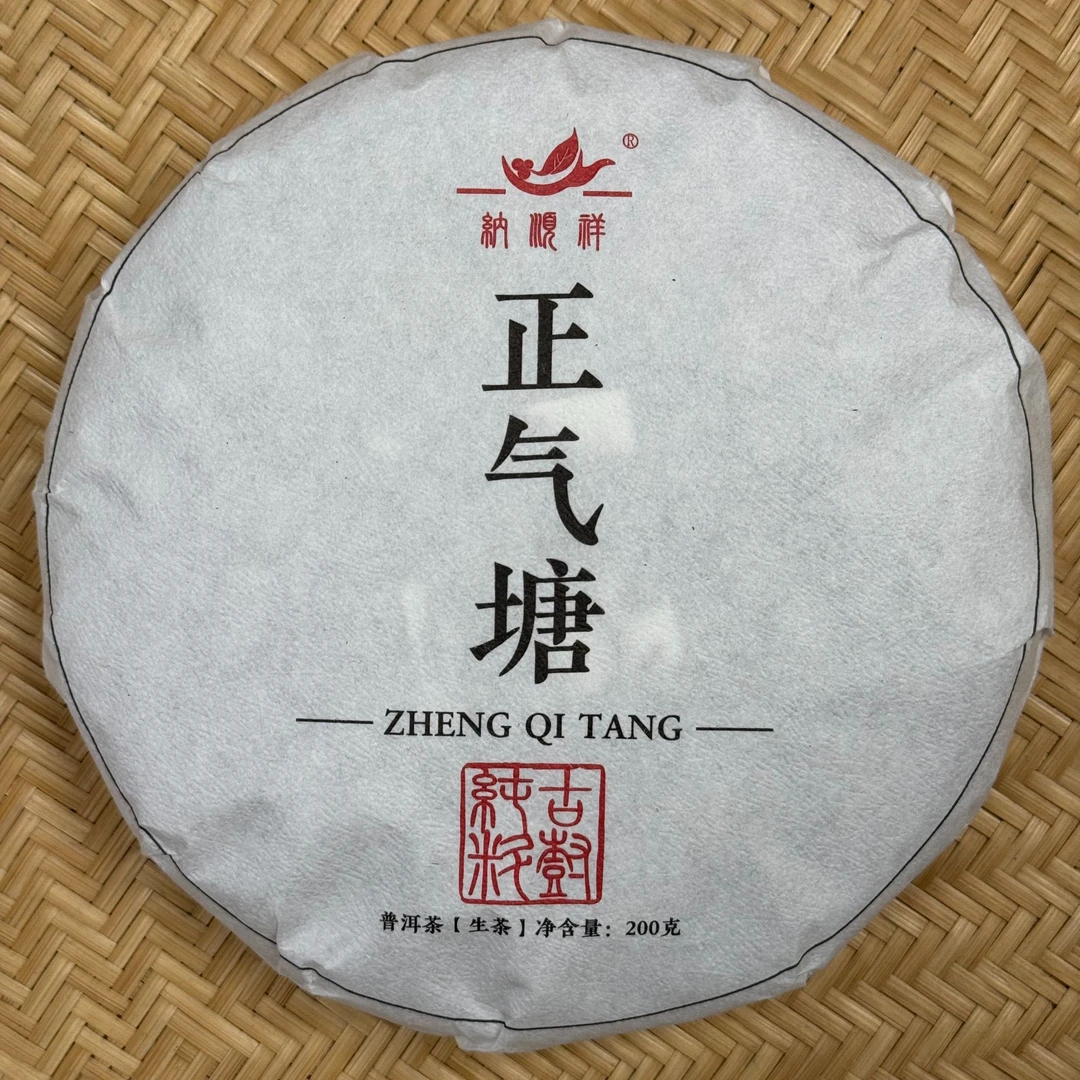 ®
納順祥
正气塘
ZHENG QI TANG
古樹
純料
普洱茶【生茶】净含量：200克